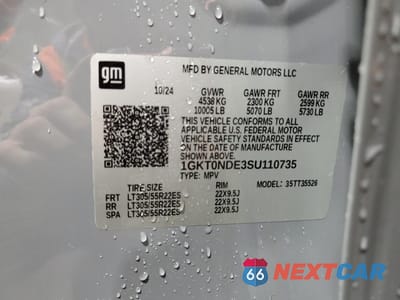 gm
MFD BY GENERAL MOTORS LLC
10/24
GVWR GAWR FRT GAWR RR
4538 KG 2300 KG 2599 KG
10005 LB 5070 LB 5730 LB
THIS VEHICLE CONFORMS TO ALL
APPLICABLE U.S. FEDERAL MOTOR
VEHICLE SAFETY STANDARDS
IN EFFECT ON THE DATE OF
MANUFACTURE SHOWN ABOVE.
1GKT0NDE3SU110735
TYPE: MPV MODEL: 35TT35526
TIRE SIZE RIM
FRT LT305/55R22E5 22X9.5J
RR LT305/55R22E5 22X9.5J
SPA LT305/55R22E5 22X9.5J
66 NEXTCAR